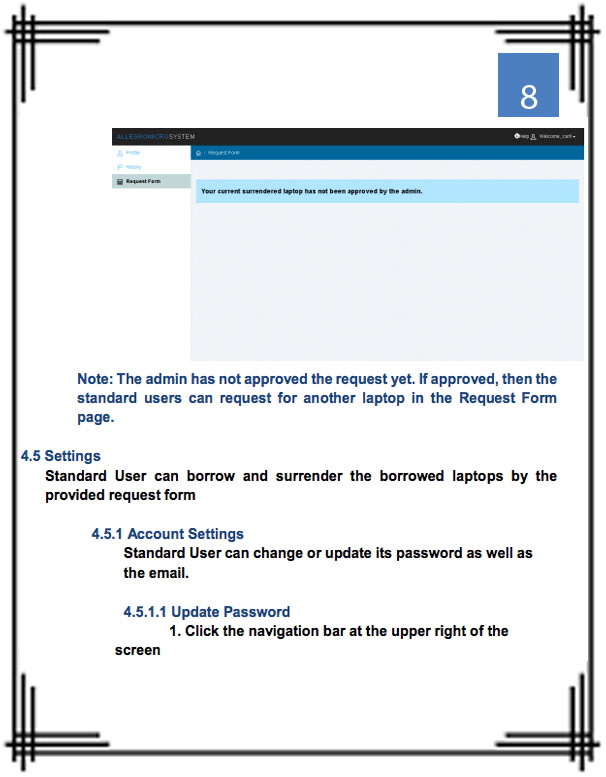 8
ALLEGROMICROSYSTEM
Help Welcome, carl
Profile
/ Request Form
History
Request Form
Your current surrendered laptop has not been approved by the admin.
Note: The admin has not approved the request yet. If approved, then the
standard users can request for another laptop in the Request Form
page.
4.5 Settings
Standard User can borrow and surrender the borrowed laptops by the
provided request form
4.5.1 Account Settings
Standard User can change or update its password as well as
the email.
4.5.1.1 Update Password
1. Click the navigation bar at the upper right of the
screen